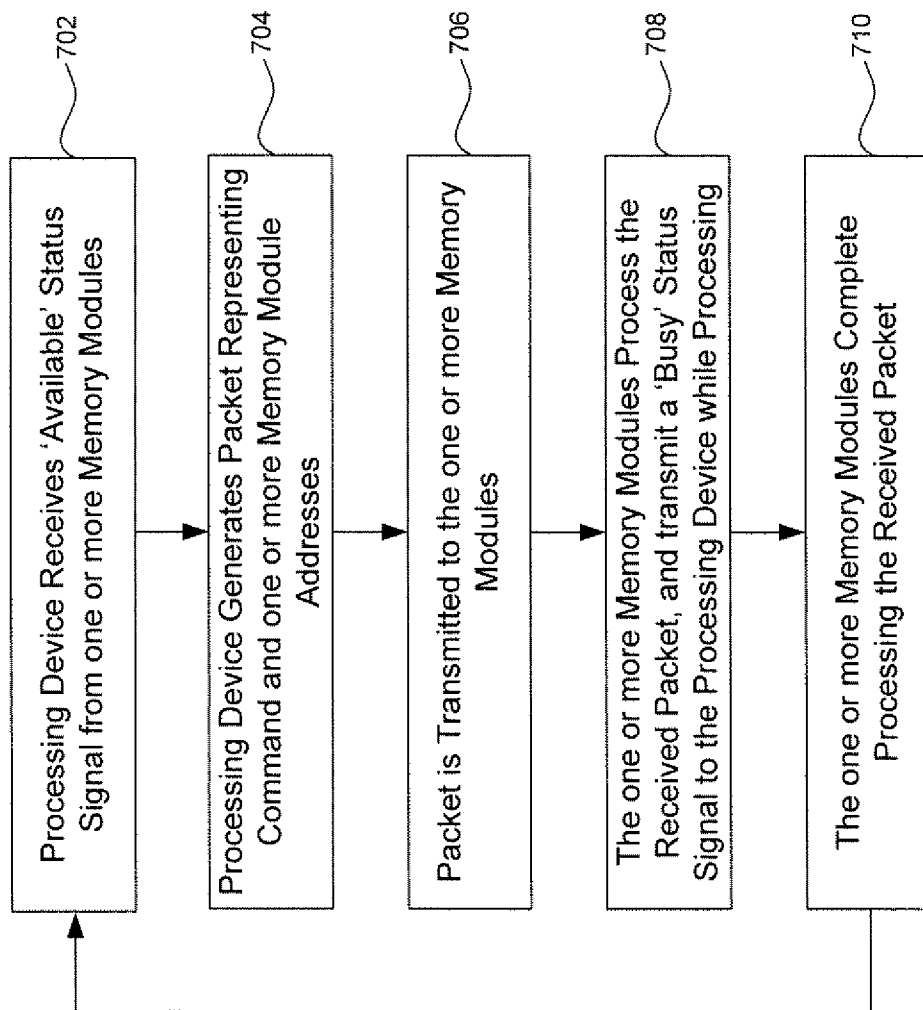 Processing Device Receives 'Available' Status
Signal from one or more Memory Modules
702
Processing Device Generates Packet Representing
Command and one or more Memory Module
Addresses
704
Packet is Transmitted to the one or more Memory
Modules
706
The one or more Memory Modules Process the
Received Packet, and transmit a 'Busy' Status
Signal to the Processing Device while Processing
708
The one or more Memory Modules Complete
Processing the Received Packet
710